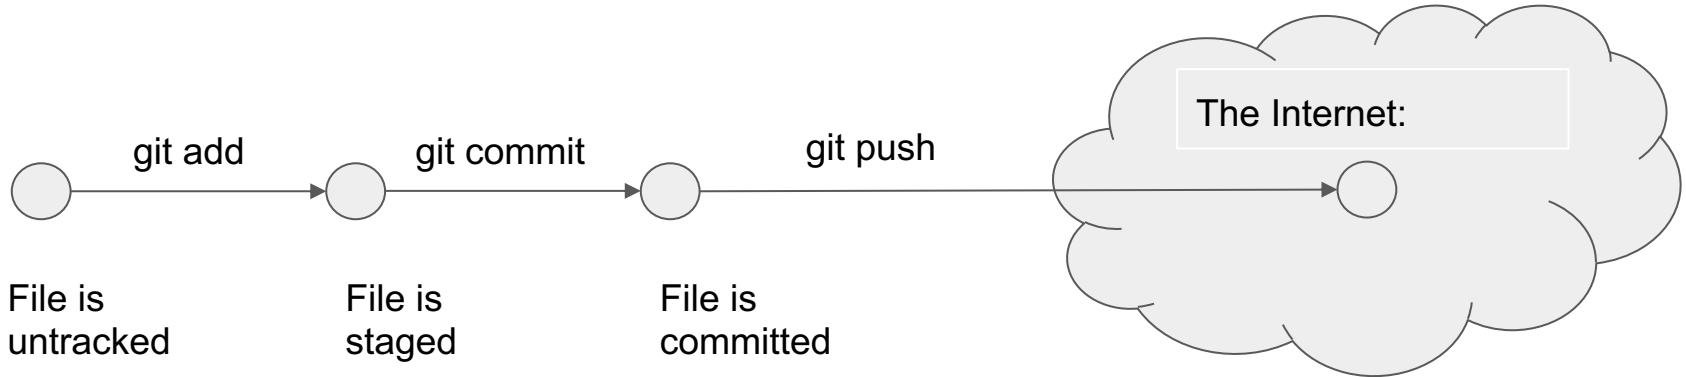 The Internet:
git add
git commit
git push
File is
untracked
File is
staged
File is
committed